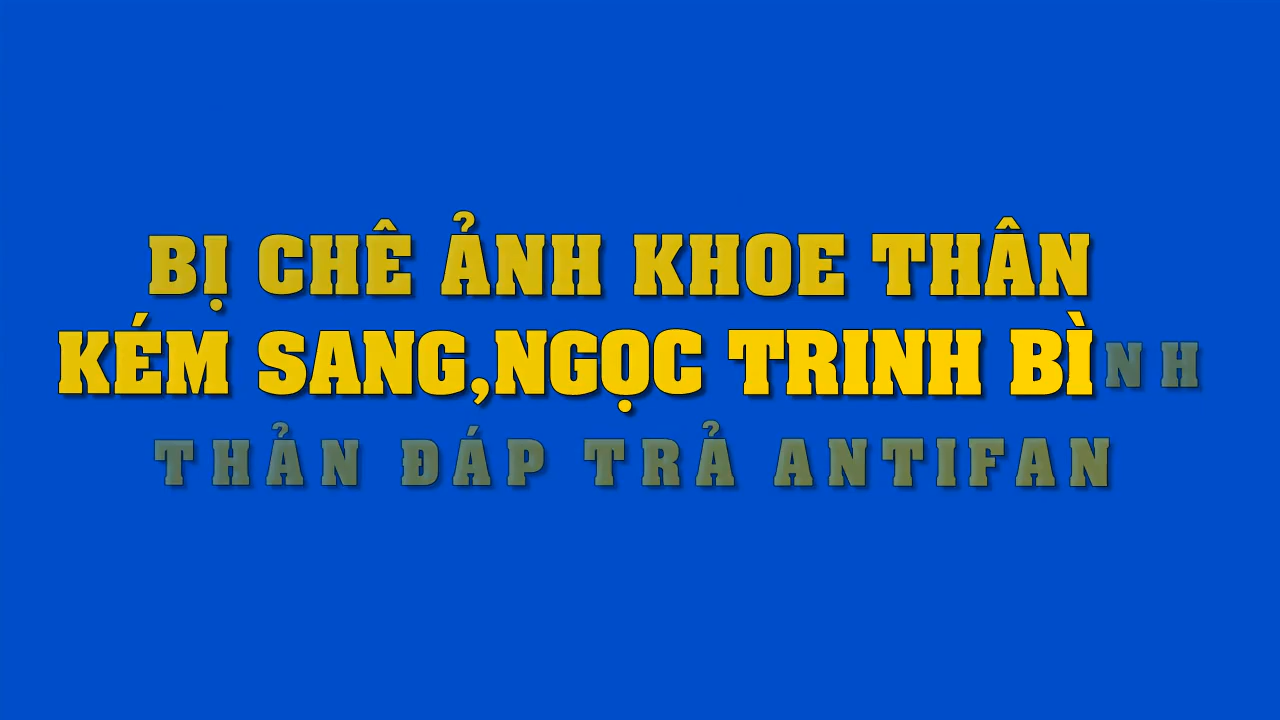 BỊ CHÊ ẢNH KHOE THÂN
KÉM SANG,NGỌC TRINH BÌNH
THẢN ĐÁP TRẢ ANTIFAN